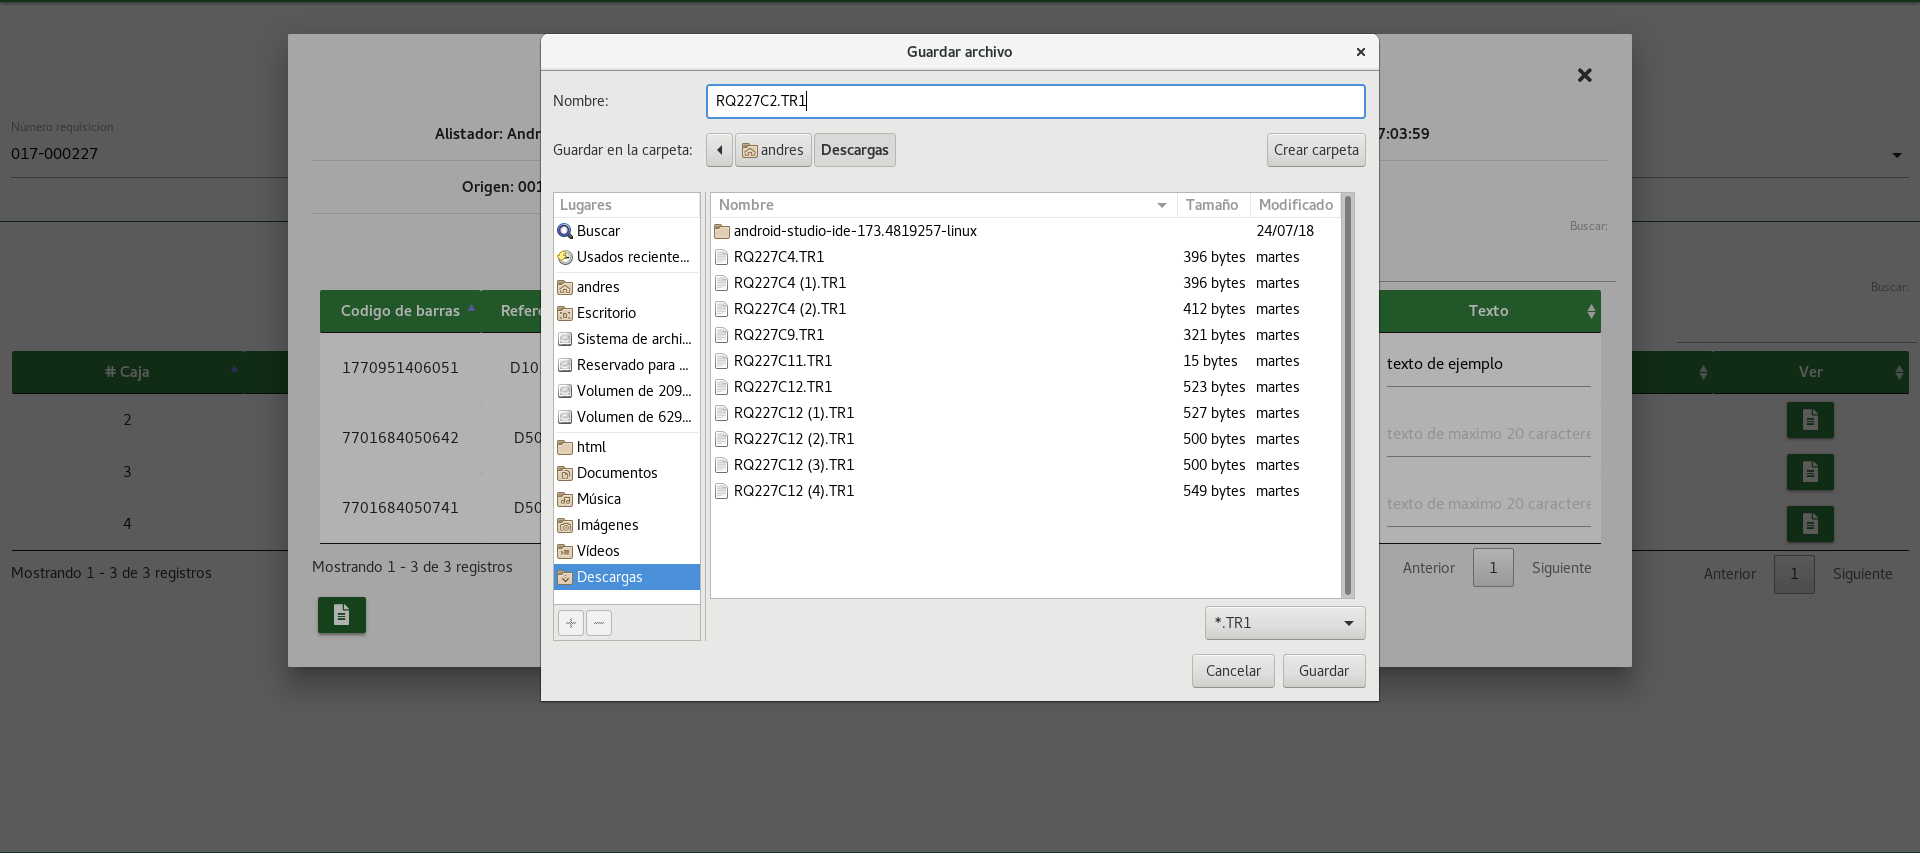 Guardar archivo
Nombre:
RQ227C2.TR1
Guardar en la carpeta:
andres
Descargas
Crear carpeta
Lugares
Buscar
Usados reciente...
andres
Escritorio
Sistema de archi...
Reservado para ...
Volumen de 209...
Volumen de 629...
html
Documentos
Música
Imágenes
Vídeos
Descargas
Nombre Tamaño Modificado
android-studio-ide-173.4819257-linux 24/07/18
RQ227C4.TR1 396 bytes martes
RQ227C4 (1).TR1 396 bytes martes
RQ227C4 (2).TR1 412 bytes martes
RQ227C9.TR1 321 bytes martes
RQ227C11.TR1 15 bytes martes
RQ227C12.TR1 523 bytes martes
RQ227C12 (1).TR1 527 bytes martes
RQ227C12 (2).TR1 500 bytes martes
RQ227C12 (3).TR1 500 bytes martes
RQ227C12 (4).TR1 549 bytes martes
*.TR1
Cancelar Guardar
Alistador: Andr
7:03:59
Origen: 001
Buscar:
Codigo de barras Refere Texto
1770951406051 D10 texto de ejemplo
7701684050642 D50 texto de maximo 20 caractere
7701684050741 D50 texto de maximo 20 caractere
Mostrando 1 - 3 de 3 registros
Anterior 1 Siguiente
Número requisicion
017-000227
Buscar:
# Caja Ver
2
3
4
Mostrando 1 - 3 de 3 registros
Anterior 1 Siguiente